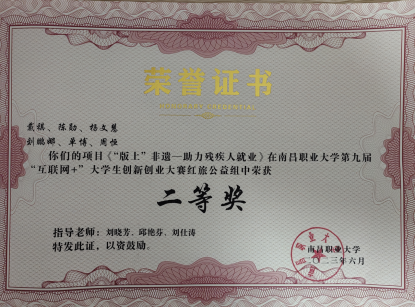 荣誉证书
戴祺、陈勋、杨文慧
刘鹏娜、单博、周恒
你们的项目《“版上”非遗—助力残疾人就业》在南昌职业大学第九届
“互联网+”大学生创新创业大赛红旅公益组中荣获
二等奖
指导老师：刘晓芳、邱艳芬、刘仕涛
特发此证，以资鼓励。
南昌职业大学
二〇二三年六月